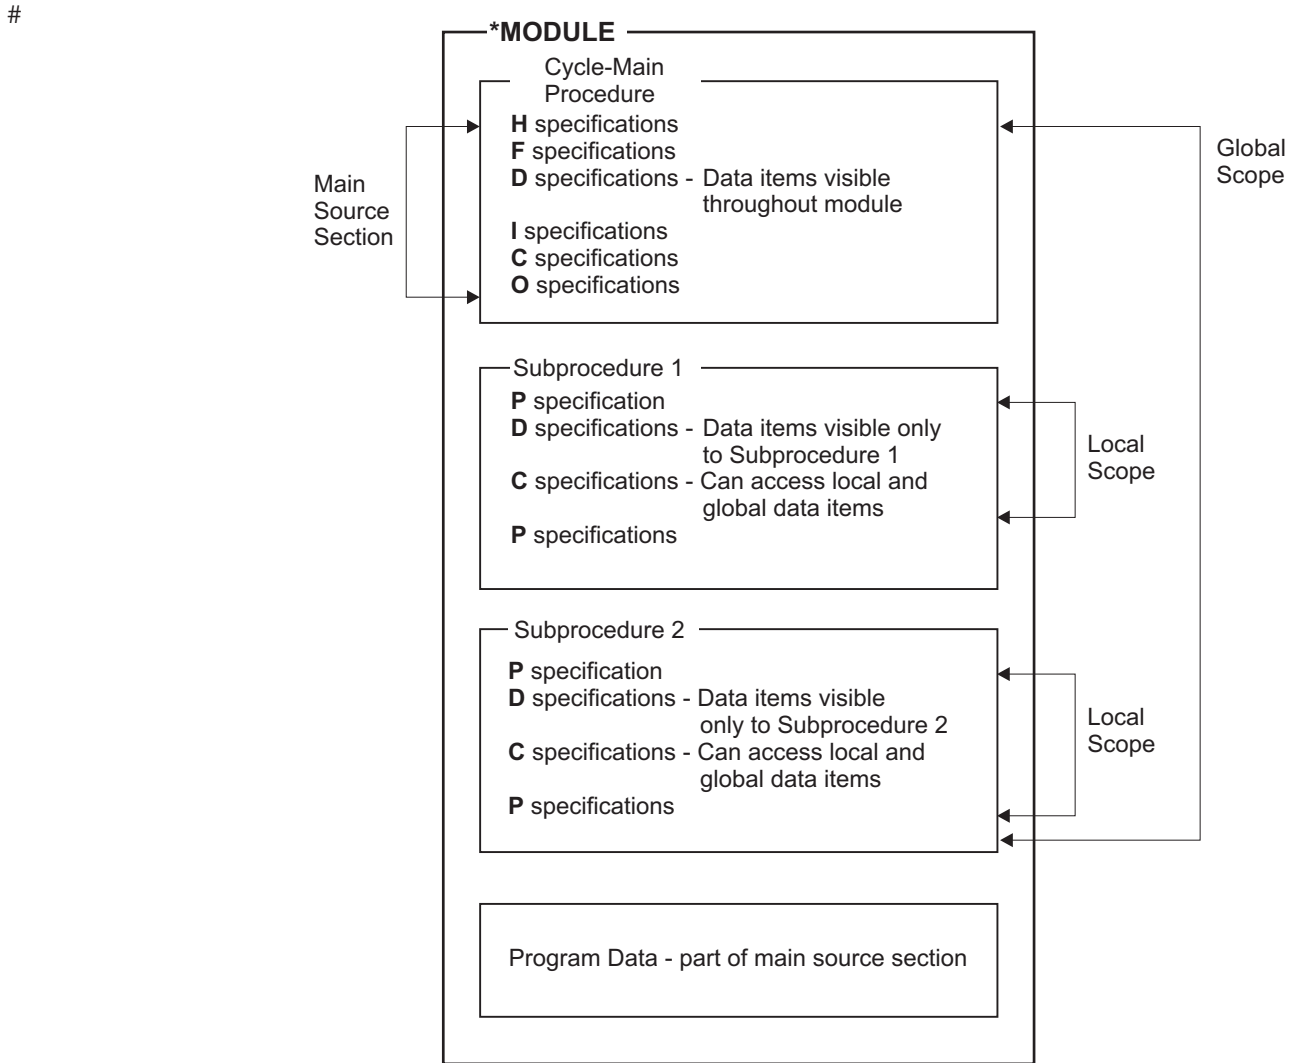 #
*MODULE
Cycle-Main
Procedure
H specifications
F specifications
D specifications - Data items visible
throughout module
I specifications
C specifications
O specifications
Main
Source
Section
Global
Scope
Subprocedure 1
P specification
D specifications - Data items visible only
to Subprocedure 1
C specifications - Can access local and
global data items
P specifications
Local
Scope
Subprocedure 2
P specification
D specifications - Data items visible
only to Subprocedure 2
C specifications - Can access local and
global data items
P specifications
Local
Scope
Program Data - part of main source section